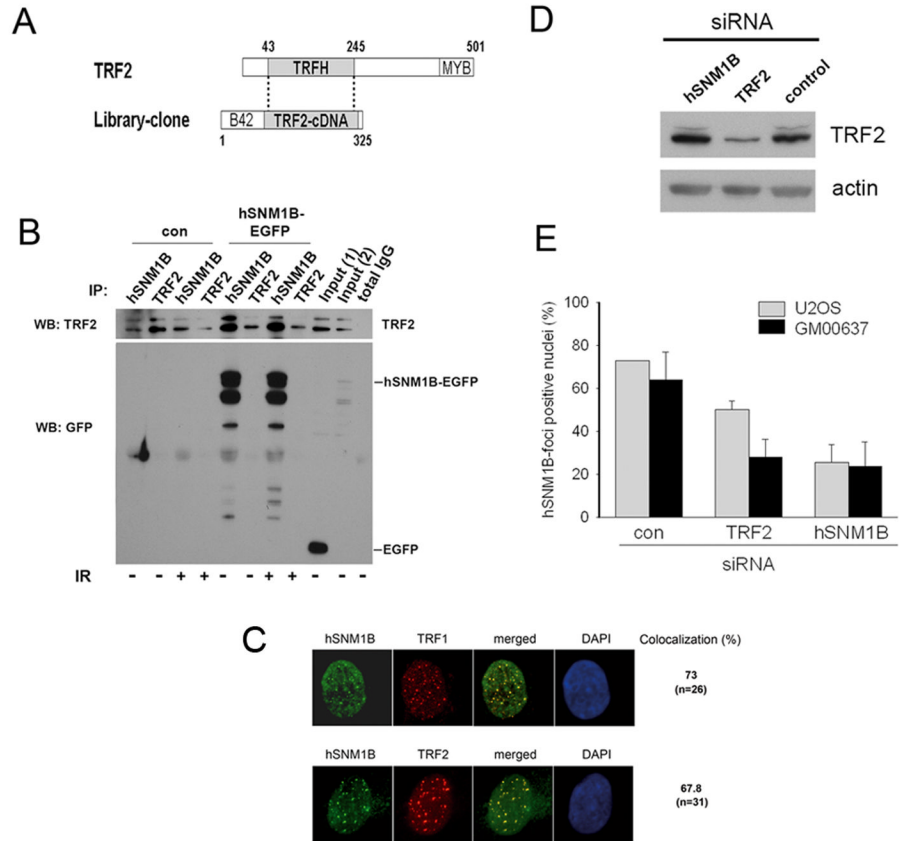 A
43 245 501
TRF2 TRFH MYB
Library-clone B42 TRF2-cDNA
1 325
B
con hSNM1B-EGFP
IP: hSNM1B TRF2 hSNM1B TRF2 hSNM1B TRF2 hSNM1B TRF2 Input (1) Input (2) total IgG
WB: TRF2 TRF2
hSNM1B-EGFP
WB: GFP
EGFP
IR - - + + - - + + - - -
C
hSNM1B TRF1 merged DAPI Colocalization (%)
73
(n=26)
hSNM1B TRF2 merged DAPI
67.8
(n=31)
D
siRNA
hSNM1B TRF2 control
TRF2
actin
E
hSNM1B-foci positive nuclei (%)
100
80
60
40
20
0
U2OS
GM00637
con TRF2 hSNM1B
siRNA